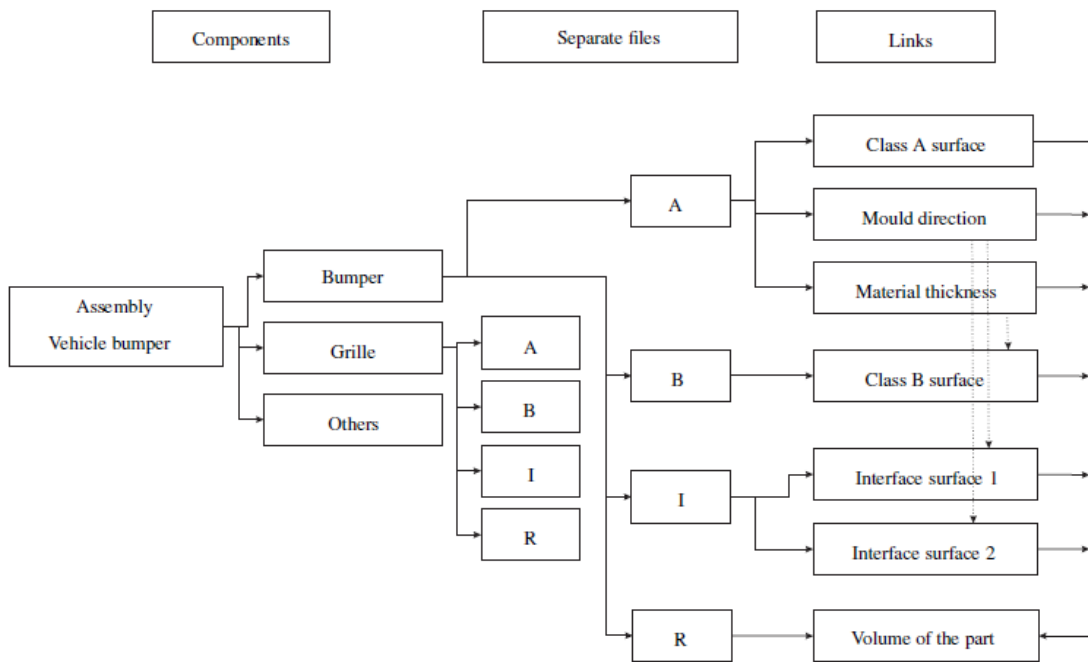 Components
Separate files
Links
Class A surface
A
Mould direction
Bumper
Material thickness
Assembly
Vehicle bumper
Grille
A
B
Class B surface
B
Others
I
Interface surface 1
I
R
Interface surface 2
R
Volume of the part